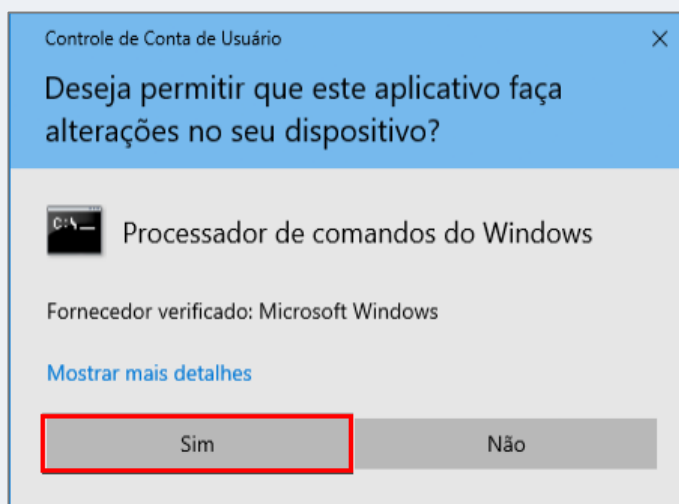 Controle de Conta de Usuário
Deseja permitir que este aplicativo faça
alterações no seu dispositivo?
C:\_
Processador de comandos do Windows
Fornecedor verificado: Microsoft Windows
Mostrar mais detalhes
Sim
Não